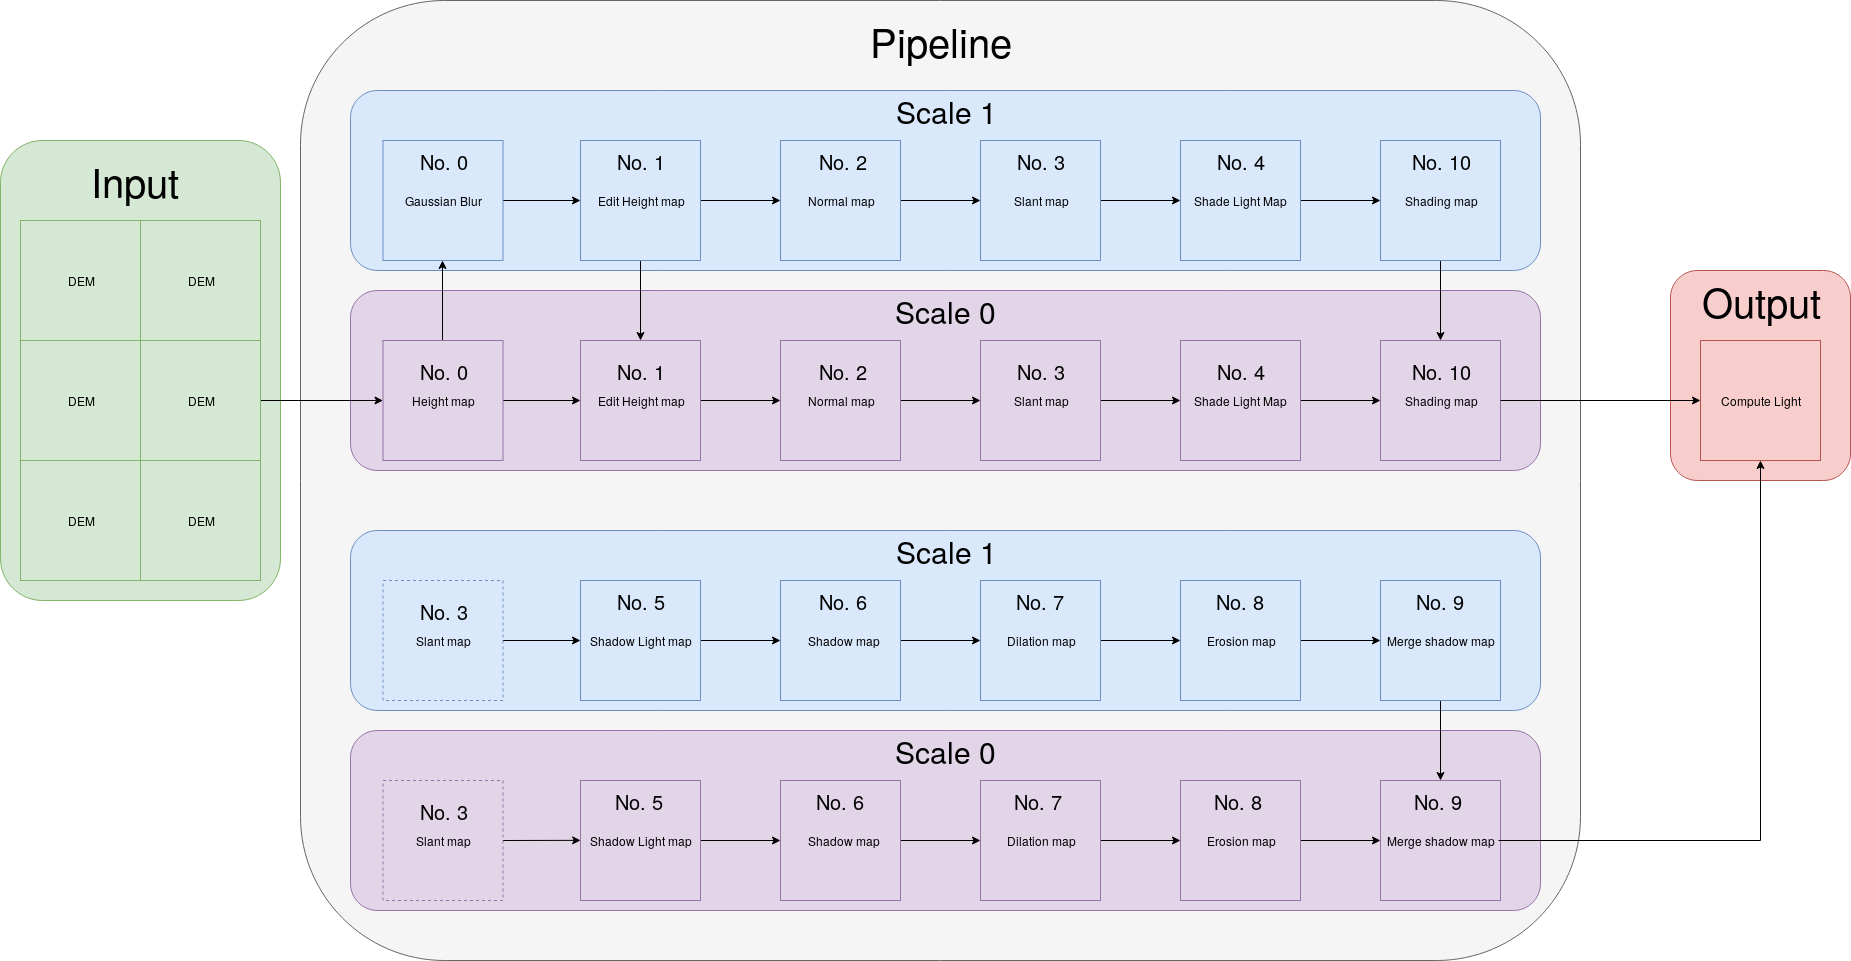 Pipeline
Input
DEM DEM
DEM DEM
DEM DEM
Scale 1
No. 0 No. 1 No. 2 No. 3 No. 4 No. 10
Gaussian Blur Edit Height map Normal map Slant map Shade Light Map Shading map
Scale 0
No. 0 No. 1 No. 2 No. 3 No. 4 No. 10
Height map Edit Height map Normal map Slant map Shade Light Map Shading map
Scale 1
No. 3 No. 5 No. 6 No. 7 No. 8 No. 9
Slant map Shadow Light map Shadow map Dilation map Erosion map Merge shadow map
Scale 0
No. 3 No. 5 No. 6 No. 7 No. 8 No. 9
Slant map Shadow Light map Shadow map Dilation map Erosion map Merge shadow map
Output
Compute Light